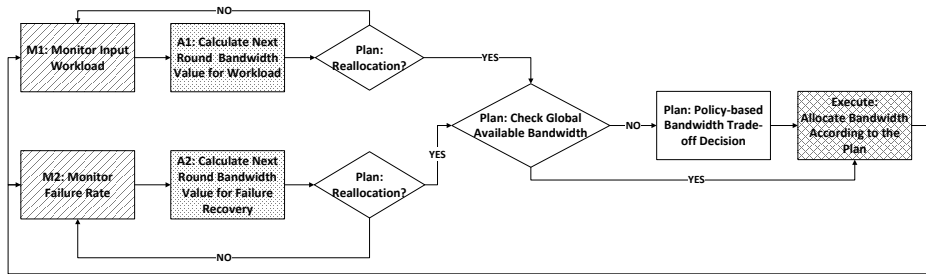 NO
M1: Monitor Input
Workload
A1: Calculate Next
Round Bandwidth
Value for Workload
Plan:
Reallocation?
YES
Plan: Check Global
Available Bandwidth
NO
Plan: Policy-based
Bandwidth Trade-
off Decision
Execute:
Allocate Bandwidth
According to the
Plan
YES
YES
M2: Monitor
Failure Rate
A2: Calculate Next
Round Bandwidth
Value for Failure
Recovery
Plan:
Reallocation?
NO